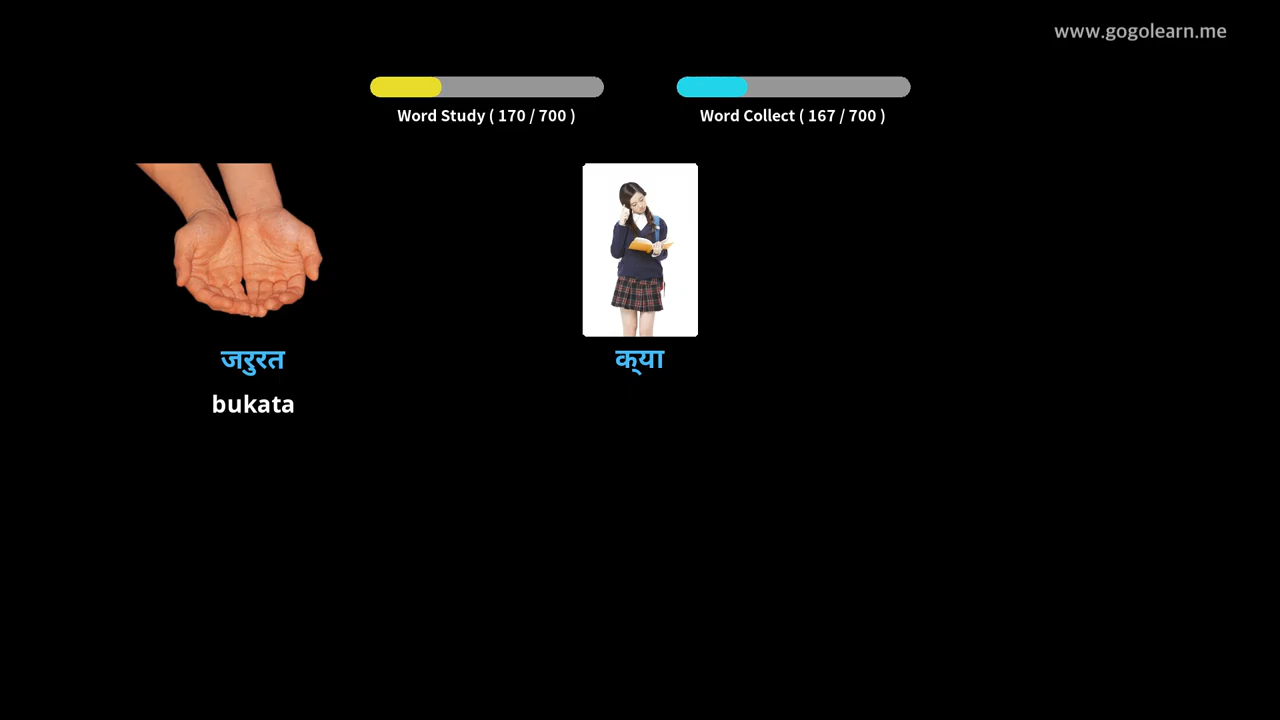 www.gogolearn.me
Word Study ( 170 / 700 )
Word Collect ( 167 / 700 )
जरुरत
क्या
bukata